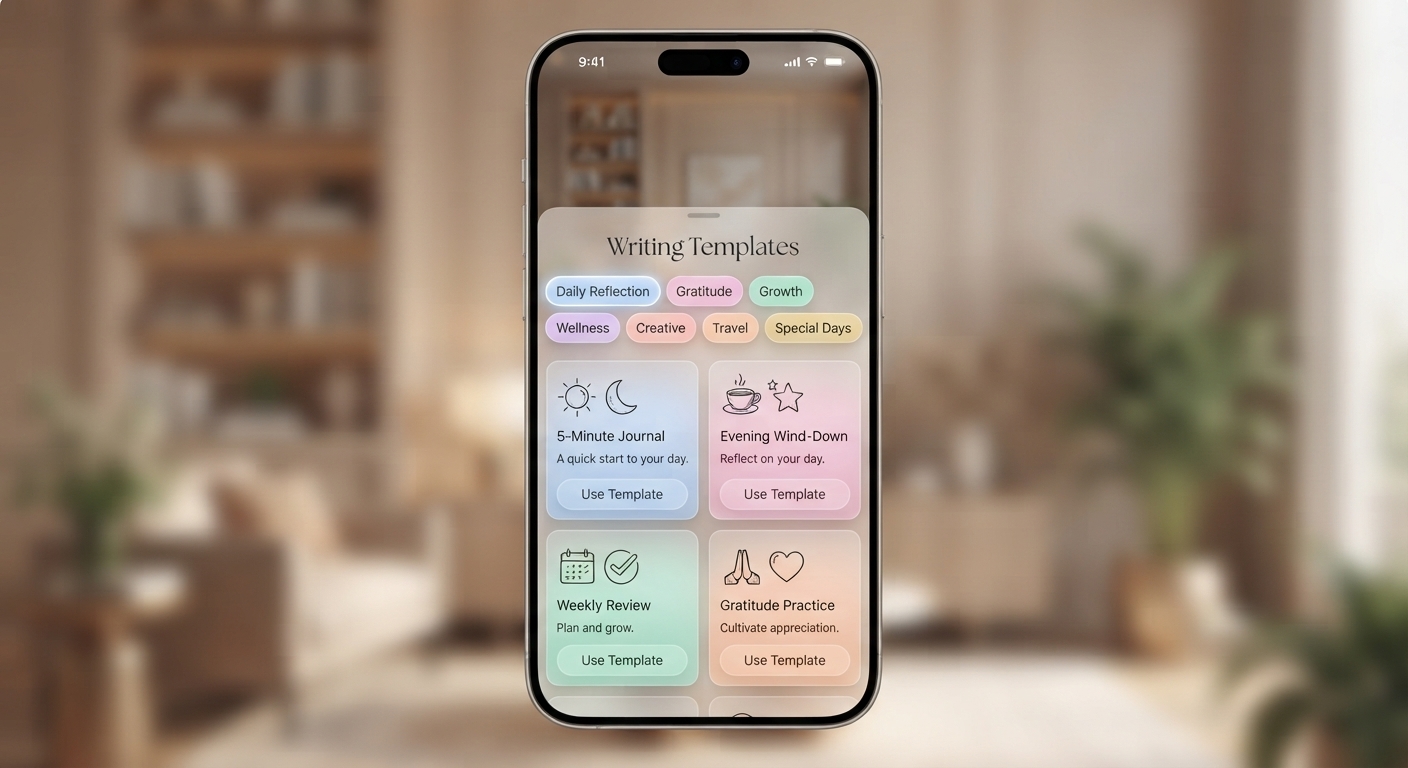 9:41
Writing Templates
Daily Reflection Gratitude Growth
Wellness Creative Travel Special Days
5-Minute Journal
A quick start to your day.
Use Template
Evening Wind-Down
Reflect on your day.
Use Template
Weekly Review
Plan and grow.
Use Template
Gratitude Practice
Cultivate appreciation.
Use Template